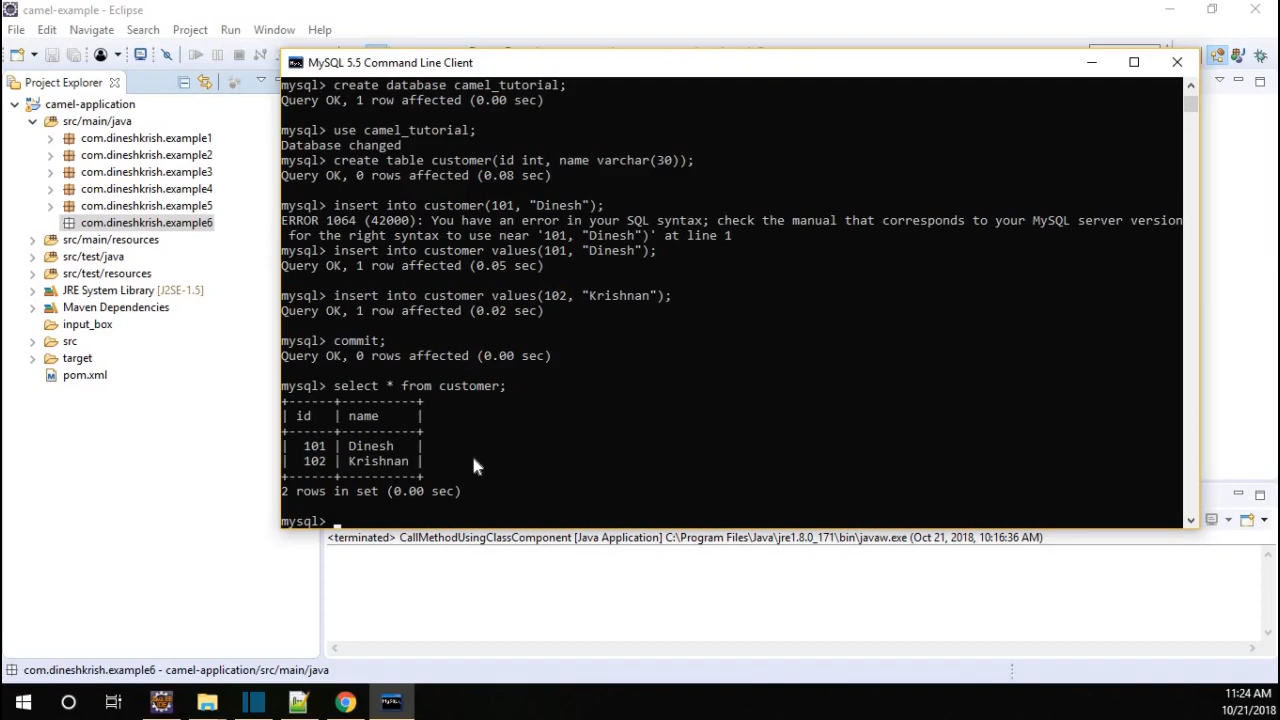 camel-example - Eclipse
File Edit Navigate Search Project Run Window Help
Project Explorer
camel-application
src/main/java
com.dineshkrish.example1
com.dineshkrish.example2
com.dineshkrish.example3
com.dineshkrish.example4
com.dineshkrish.example5
com.dineshkrish.example6
src/main/resources
src/test/java
src/test/resources
JRE System Library [J2SE-1.5]
Maven Dependencies
input_box
src
target
pom.xml
MySQL 5.5 Command Line Client
mysql> create database camel_tutorial;
Query OK, 1 row affected (0.00 sec)
mysql> use camel_tutorial;
Database changed
mysql> create table customer(id int, name varchar(30));
Query OK, 0 rows affected (0.08 sec)
mysql> insert into customer(101, "Dinesh");
ERROR 1064 (42000): You have an error in your SQL syntax; check the manual that corresponds to your MySQL server version
for the right syntax to use near '101, "Dinesh")' at line 1
mysql> insert into customer values(101, "Dinesh");
Query OK, 1 row affected (0.05 sec)
mysql> insert into customer values(102, "Krishnan");
Query OK, 1 row affected (0.02 sec)
mysql> commit;
Query OK, 0 rows affected (0.00 sec)
mysql> select * from customer;
+------+----------+
| id   | name     |
+------+----------+
|  101 | Dinesh   |
|  102 | Krishnan |
+------+----------+
2 rows in set (0.00 sec)
mysql> _
<terminated> CallMethodUsingClassComponent [Java Application] C:\Program Files\Java\jre1.8.0_171\bin\javaw.exe (Oct 21, 2018, 10:16:36 AM)
com.dineshkrish.example6 - camel-application/src/main/java
11:24 AM
10/21/2018